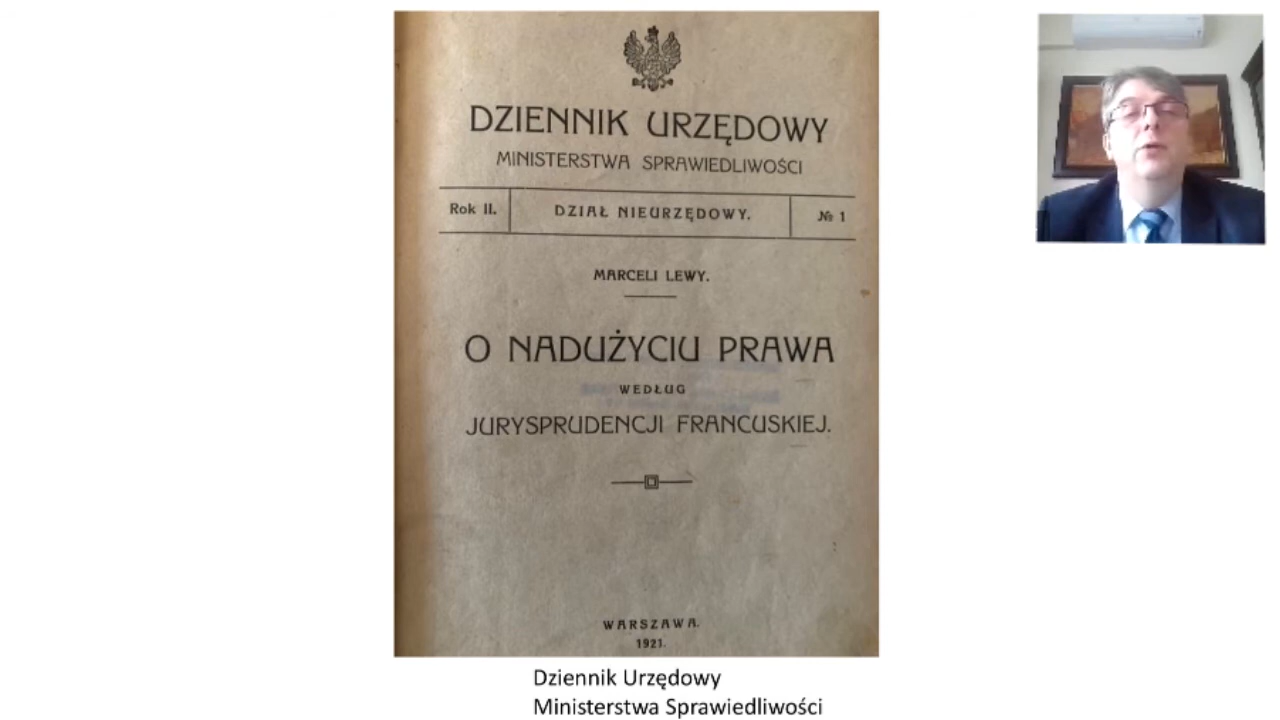 DZIENNIK URZĘDOWY
MINISTERSTWA SPRAWIEDLIWOŚCI
Rok II. DZIAŁ NIEURZĘDOWY. № 1
MARCELI LEWY.
O NADUŻYCIU PRAWA
WEDŁUG
JURYSPRUDENCJI FRANCUSKIEJ.
WARSZAWA.
1921.
Dziennik Urzędowy
Ministerstwa Sprawiedliwości